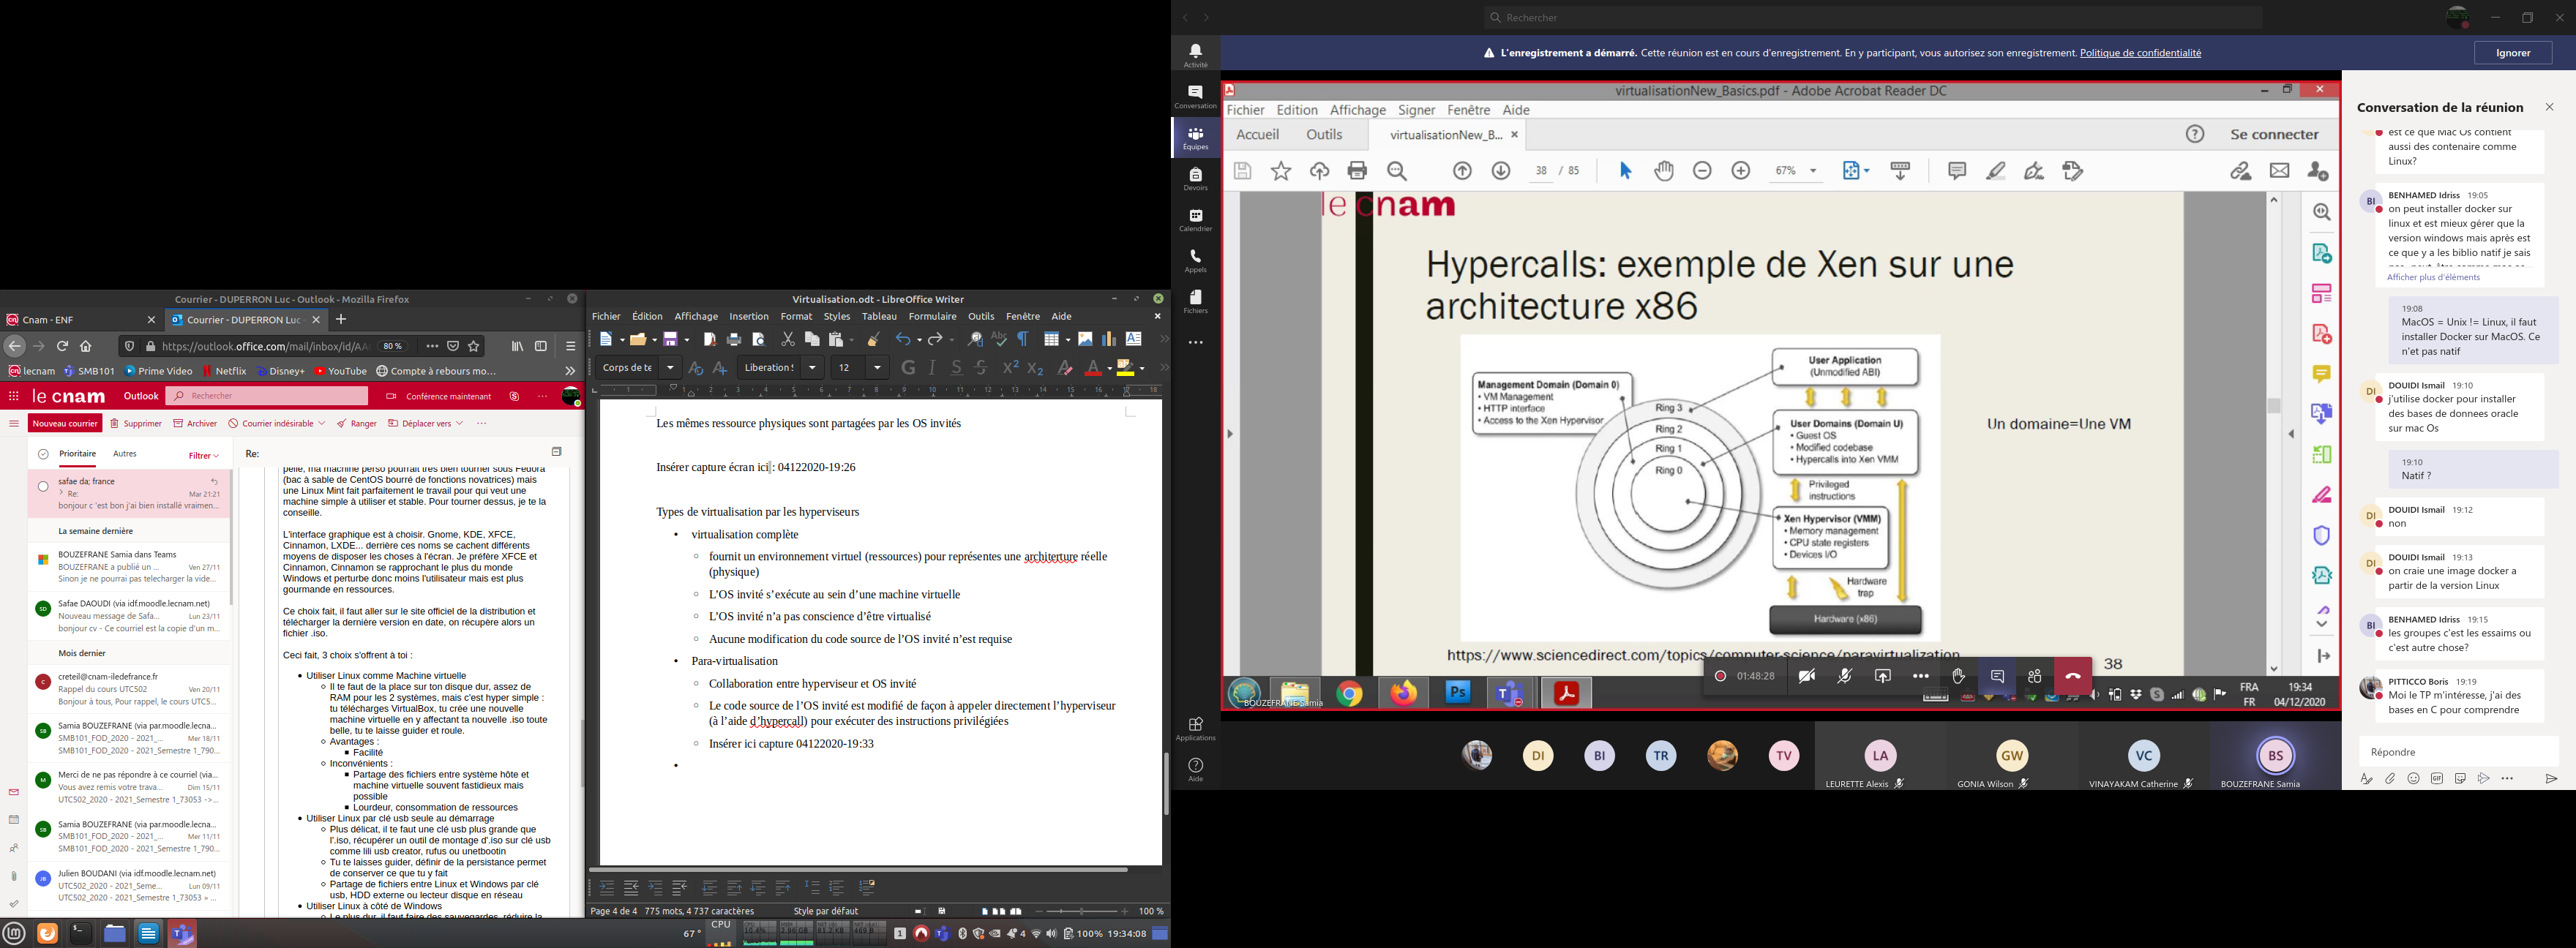 Courrier - DUPERRON Luc - Outlook - Mozilla Firefox
Cnam - ENF
Courrier - DUPERRON Luc
https://outlook.office.com/mail/inbox/id/AA
80 %
lecnam
SMB101
Prime Video
Netflix
Disney+
YouTube
Compte à rebours mo...
le cnam
Outlook
Rechercher
Conférence maintenant
Nouveau courrier
Supprimer
Archiver
Courrier indésirable
Ranger
Déplacer vers
Prioritaire
Autres
Filtrer
Re:
safae da; france
Re:
Mar 21:21
bonjour c 'est bon j'ai bien installé vraimen...
La semaine dernière
BOUZEFRANE Samia dans Teams
BOUZEFRANE a publié un ...
Ven 27/11
Sinon je ne pourrai pas telecharger la vide...
SD
Safae DAOUDI (via idf.moodle.lecnam.net)
Nouveau message de Safa...
Lun 23/11
bonjour cv - Ce courriel est la copie d'un m...
Mois dernier
C
creteil@cnam-iledefrance.fr
Rappel du cours UTC502
Ven 20/11
Bonjour à tous, Pour rappel, le cours UTC5...
SB
Samia BOUZEFRANE (via par.moodle.lecna...
SMB101_FOD_2020 - 2021_...
Mer 18/11
SMB101_FOD_2020 - 2021_Semestre 1_790...
M
Merci de ne pas répondre à ce courriel (via...
Vous avez remis votre trava...
Dim 15/11
UTC502_2020 - 2021_Semestre 1_73053 ->...
SB
Samia BOUZEFRANE (via par.moodle.lecna...
SMB101_FOD_2020 - 2021_...
Mer 11/11
SMB101_FOD_2020 - 2021_Semestre 1_790...
JB
Julien BOUDANI (via idf.moodle.lecnam.net)
UTC502_2020 - 2021_Seme...
Lun 09/11
UTC502_2020 - 2021_Semestre 1_73053 » ...
pelle, ma machine perso pourrait très bien tourner sous Fedora
(bac à sable de CentOS bourré de fonctions novatrices) mais
une Linux Mint fait parfaitement le travail pour qui veut une
machine simple à utiliser et stable. Pour tourner dessus, je te la
conseille.
L'interface graphique est à choisir. Gnome, KDE, XFCE,
Cinnamon, LXDE... derrière ces noms se cachent différents
moyens de disposer les choses à l'écran. Je préfère XFCE et
Cinnamon, Cinnamon se rapprochant le plus du monde
Windows et perturbe donc moins l'utilisateur mais est plus
gourmande en ressources.
Ce choix fait, il faut aller sur le site officiel de la distribution et
télécharger la dernière version en date, on récupère alors un
fichier .iso.
Ceci fait, 3 choix s'offrent à toi :
• Utiliser Linux comme Machine virtuelle
Il te faut de la place sur ton disque dur, assez de
RAM pour les 2 systèmes, mais c'est hyper simple :
tu télécharges VirtualBox, tu crée une nouvelle
machine virtuelle en y affectant ta nouvelle .iso toute
belle, tu te laisse guider et roule.
Avantages :
Facilité
Inconvénients :
Partage des fichiers entre système hôte et
machine virtuelle souvent fastidieux mais
possible
Lourdeur, consommation de ressources
• Utiliser Linux par clé usb seule au démarrage
Plus délicat, il te faut une clé usb plus grande que
l'.iso, récupérer un outil de montage d'.iso sur clé usb
comme lili usb creator, rufus ou unetbootin
Tu te laisses guider, définir de la persistance permet
de conserver ce que tu y fait
Partage de fichiers entre Linux et Windows par clé
usb, HDD externe ou lecteur disque en réseau
• Utiliser Linux à côté de Windows
Le plus dur, il faut faire des sauvegardes, réduire la
Virtualisation.odt - LibreOffice Writer
Fichier Édition Affichage Insertion Format Styles Tableau Formulaire Outils Fenêtre Aide
Corps de te
Liberation S
12
Les mêmes ressource physiques sont partagées par les OS invités
Insérer capture écran ici : 04122020-19:26
Types de virtualisation par les hyperviseurs
• virtualisation complète
fournit un environnement virtuel (ressources) pour représentes une architerture réelle
(physique)
L'OS invité s'exécute au sein d'une machine virtuelle
L'OS invité n'a pas conscience d'être virtualisé
Aucune modification du code source de l'OS invité n'est requise
• Para-virtualisation
Collaboration entre hyperviseur et OS invité
Le code source de l'OS invité est modifié de façon à appeler directement l'hyperviseur
(à l'aide d'hypercall) pour exécuter des instructions privilégiées
Insérer ici capture 04122020-19:33
•
Page 4 de 4
775 mots, 4 737 caractères
Style par défaut
100 %
67 °
CPU
4
100%
19:34:08
Rechercher
L'enregistrement a démarré. Cette réunion est en cours d'enregistrement. En y participant, vous autorisez son enregistrement. Politique de confidentialité
Ignorer
Activité
Conversation
Équipes
Devoirs
Calendrier
Appels
Fichiers
Applications
Aide
virtualisationNew_Basics.pdf - Adobe Acrobat Reader DC
Fichier Edition Affichage Signer Fenêtre Aide
Accueil
Outils
virtualisationNew_B...
Se connecter
38 / 85
67%
le cnam
Hypercalls: exemple de Xen sur une
architecture x86
Management Domain (Domain 0)
• VM Management
• HTTP interface
• Access to the Xen Hypervisor
Ring 3
Ring 2
Ring 1
Ring 0
User Application
(Unmodified ABI)
User Domains (Domain U)
• Guest OS
• Modified codebase
• Hypercalls into Xen VMM
Privileged
instructions
Xen Hypervisor (VMM)
• Memory management
• CPU state registers
• Devices I/O
Hardware
trap
Hardware (x86)
Un domaine=Une VM
https://www.sciencedirect.com/topics/computer-science/paravirtualization
38
01:48:28
BOUZEFRANE Samia
FRA
FR
19:34
04/12/2020
DI
BI
TR
TV
LA
LEURETTE Alexis
GW
GONIA Wilson
VC
VINAYAKAM Catherine
BS
BOUZEFRANE Samia
Conversation de la réunion
est ce que Mac Os contient
aussi des contenaire comme
Linux?
BI
BENHAMED Idriss 19:05
on peut installer docker sur
linux et est mieux gérer que la
version windows mais après est
ce que y a les biblio natif je sais
Afficher plus d'éléments
19:08
MacOS = Unix != Linux, il faut
installer Docker sur MacOS. Ce
n'et pas natif
DI
DOUIDI Ismail 19:10
j'utilise docker pour installer
des bases de donnees oracle
sur mac Os
19:10
Natif ?
DI
DOUIDI Ismail 19:12
non
DI
DOUIDI Ismail 19:13
on craie une image docker a
partir de la version Linux
BI
BENHAMED Idriss 19:15
les groupes c'est les essaims ou
c'est autre chose?
PITTICCO Boris 19:19
Moi le TP m'intéresse, j'ai des
bases en C pour comprendre
Répondre